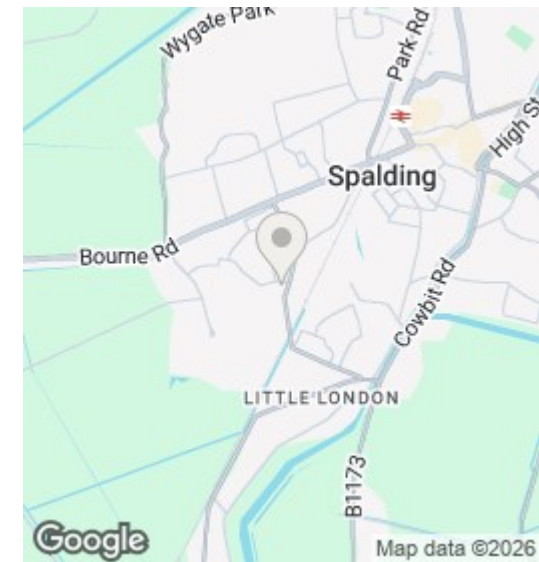 Wygate Park
Park Rd
High St
Spalding
Bourne Rd
Cowbit Rd
LITTLE LONDON
B1173
Google
Map data ©2026